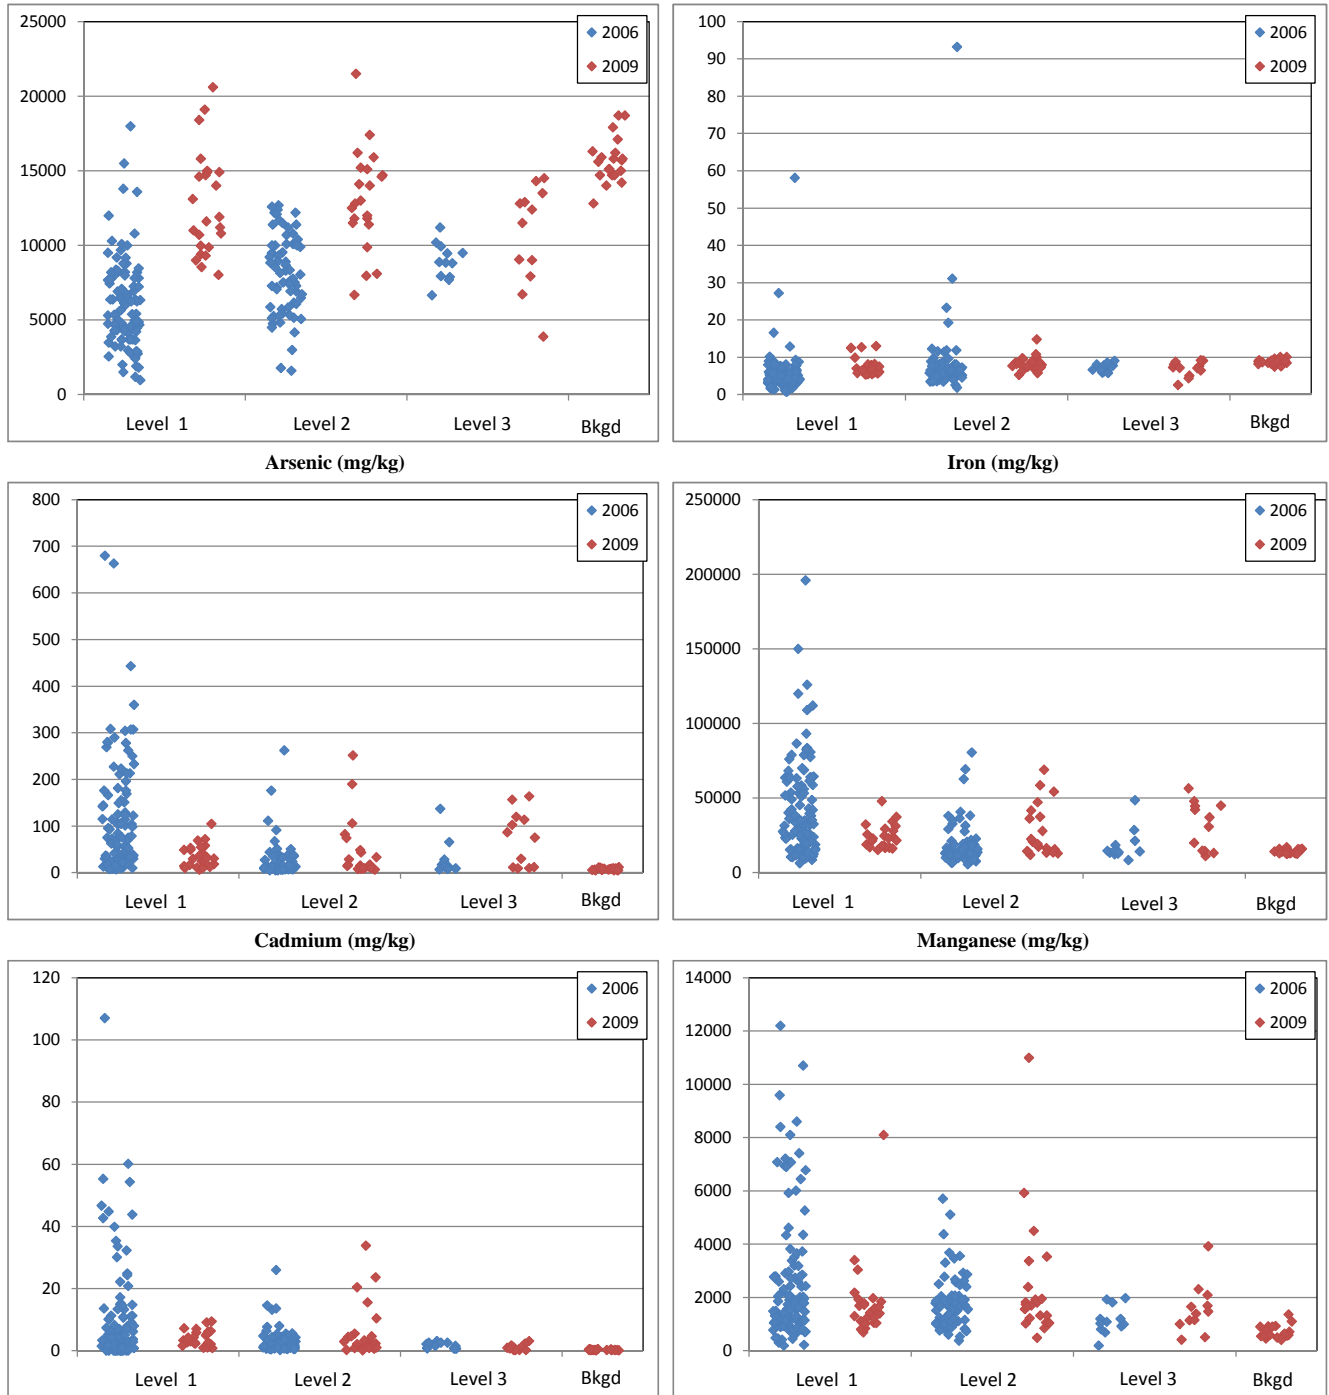 25000
20000
15000
10000
5000
0
2006
2009
Level 1
Level 2
Level 3
Bkgd
100
90
80
70
60
50
40
30
20
10
0
2006
2009
Level 1
Level 2
Level 3
Bkgd
Arsenic (mg/kg)
Iron (mg/kg)
800
700
600
500
400
300
200
100
0
2006
2009
Level 1
Level 2
Level 3
Bkgd
250000
200000
150000
100000
50000
0
2006
2009
Level 1
Level 2
Level 3
Bkgd
Cadmium (mg/kg)
Manganese (mg/kg)
120
100
80
60
40
20
0
2006
2009
Level 1
Level 2
Level 3
Bkgd
14000
12000
10000
8000
6000
4000
2000
0
2006
2009
Level 1
Level 2
Level 3
Bkgd